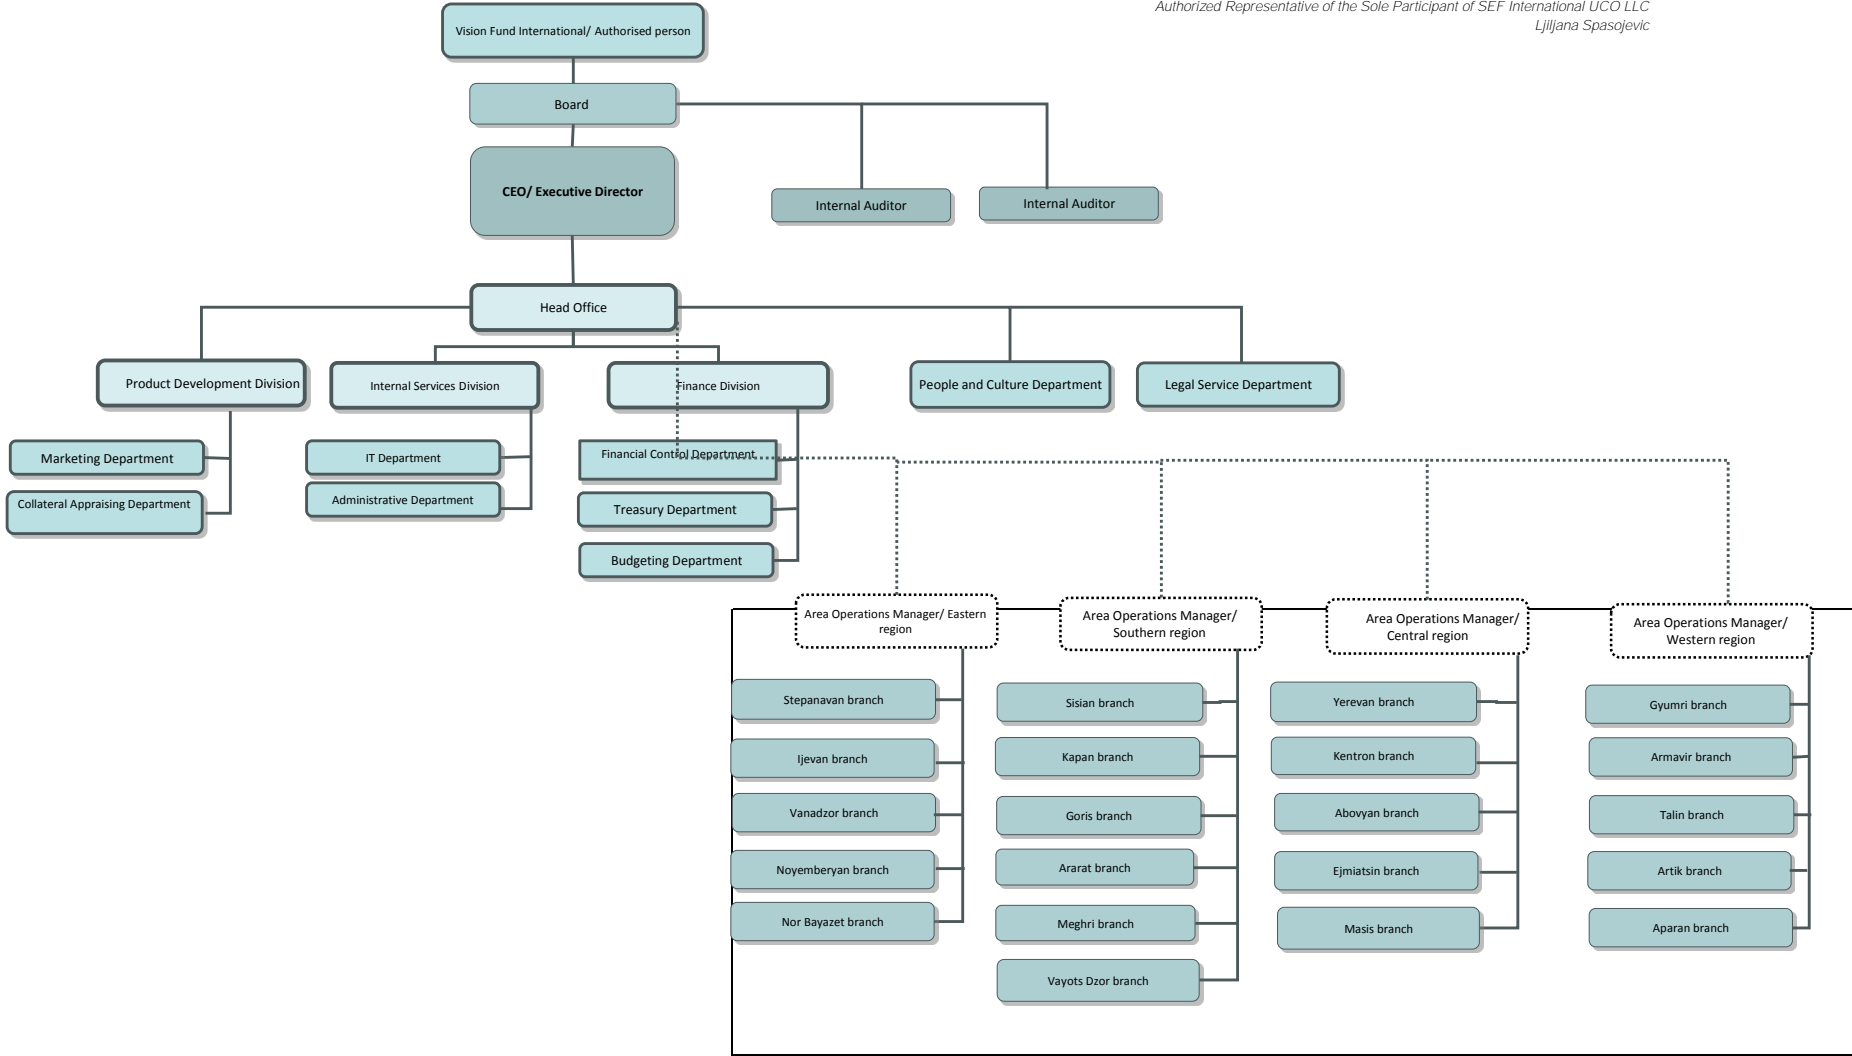 Authorized Representative of the Sole Participant of SEF International UCO LLC
Ljiljana Spasojevic
Vision Fund International/ Authorised person
Board
CEO/ Executive Director
Internal Auditor
Internal Auditor
Head Office
Product Development Division
Internal Services Division
Finance Division
People and Culture Department
Legal Service Department
Marketing Department
IT Department
Financial Control Department
Collateral Appraising Department
Administrative Department
Treasury Department
Budgeting Department
Area Operations Manager/ Eastern
region
Area Operations Manager/
Southern region
Area Operations Manager/
Central region
Area Operations Manager/
Western region
Stepanavan branch
Sisian branch
Yerevan branch
Gyumri branch
Ijevan branch
Kapan branch
Kentron branch
Armavir branch
Vanadzor branch
Goris branch
Abovyan branch
Talin branch
Noyemberyan branch
Ararat branch
Ejmiatsin branch
Artik branch
Nor Bayazet branch
Meghri branch
Masis branch
Aparan branch
Vayots Dzor branch